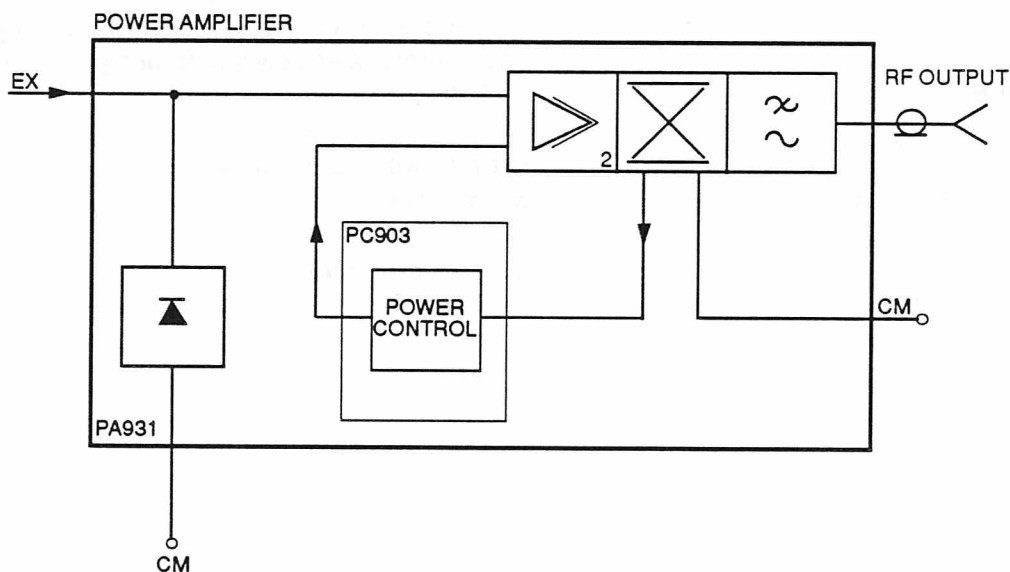 POWER AMPLIFIER
EX
RF OUTPUT
2
PC903
POWER
CONTROL
CM
PA931
CM